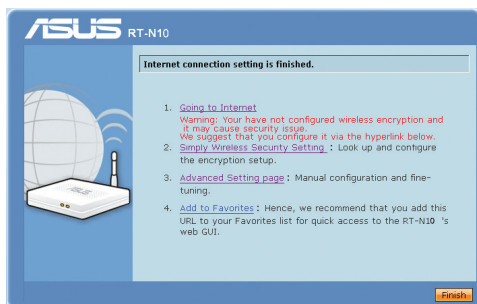 ASUS RT-N10
Internet connection setting is finished.
1. Going to Internet
Warning: Your have not configured wireless encryption and
it may cause security issue.
We suggest that you configure it via the hyperlink below.
2. Simply Wireless Security Setting : Look up and configure
the encryption setup.
3. Advanced Setting page : Manual configuration and fine-
tuning.
4. Add to Favorites : Hence, we recommend that you add this
URL to your Favorites list for quick access to the RT-N10 's
web GUI.
Finish